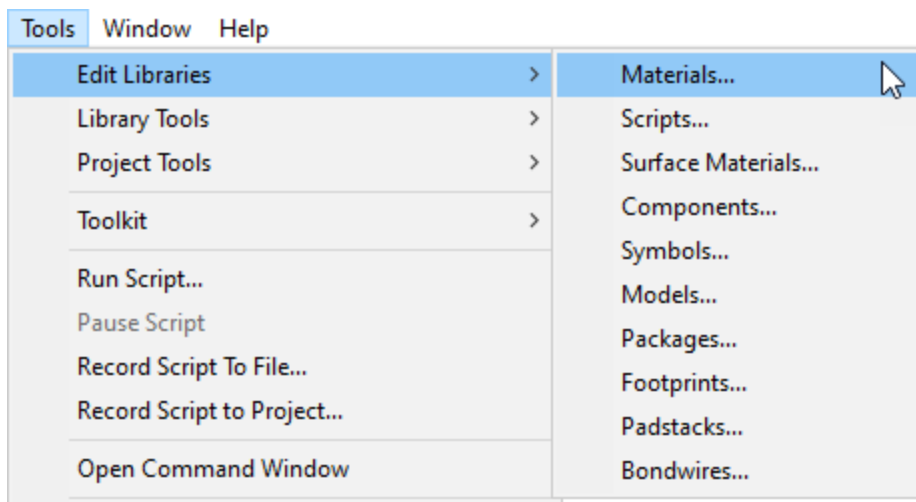 Tools Window Help
Edit Libraries
Library Tools
Project Tools
Toolkit
Run Script...
Pause Script
Record Script To File...
Record Script to Project...
Open Command Window
Materials...
Scripts...
Surface Materials...
Components...
Symbols...
Models...
Packages...
Footprints...
Padstacks...
Bondwires...